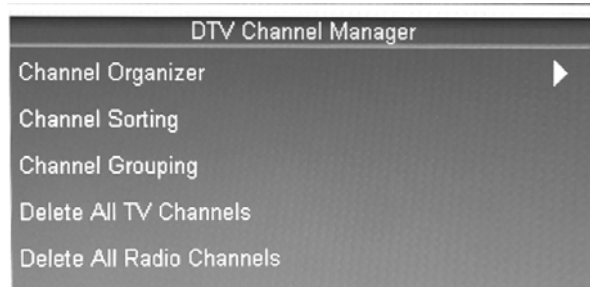 DTV Channel Manager
Channel Organizer
Channel Sorting
Channel Grouping
Delete All TV Channels
Delete All Radio Channels